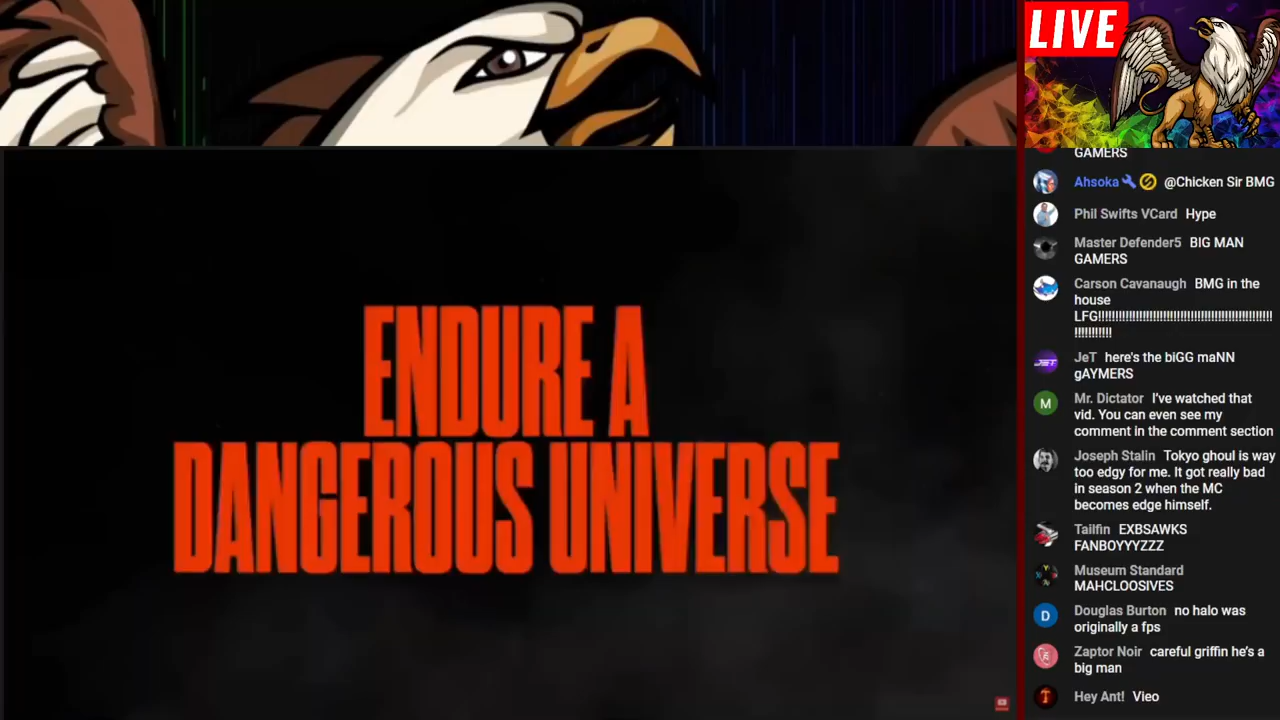 LIVE
ENDURE A
DANGEROUS UNIVERSE
GAMERS
Ahsoka @Chicken Sir BMG
Phil Swifts VCard Hype
Master Defender5 BIG MAN
GAMERS
Carson Cavanaugh BMG in the
house
LFG!!!!!!!!!!!!!!!!!!!!!!!!!!!!!!!!!!!!!!!!!!!!!!!!!!
!!!!!!!!!!!
JeT here's the biGG maNN
gAYMERS
M
Mr. Dictator I've watched that
vid. You can even see my
comment in the comment section
Joseph Stalin Tokyo ghoul is way
too edgy for me. It got really bad
in season 2 when the MC
becomes edge himself.
Tailfin EXBSAWKS
FANBOYYYZZZ
Museum Standard
MAHCLOOSIVES
D
Douglas Burton no halo was
originally a fps
Zaptor Noir careful griffin he's a
big man
Hey Ant! Vieo